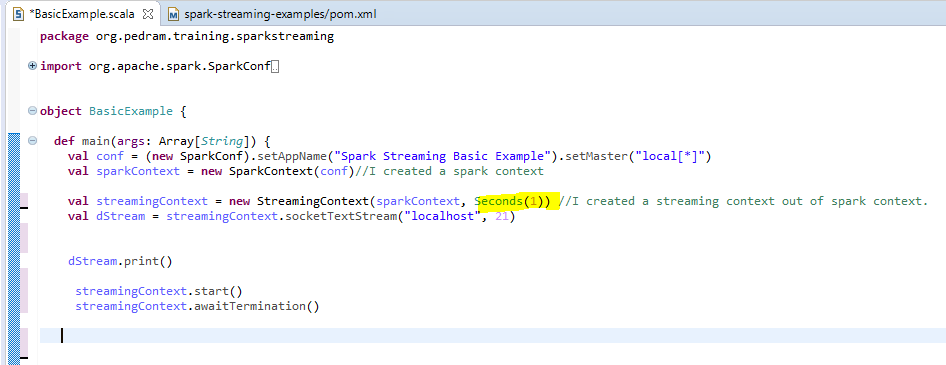 *BasicExample.scala spark-streaming-examples/pom.xml
package org.pedram.training.sparkstreaming
import org.apache.spark.SparkConf
object BasicExample {
def main(args: Array[String]) {
val conf = (new SparkConf).setAppName("Spark Streaming Basic Example").setMaster("local[*]")
val sparkContext = new SparkContext(conf)//I created a spark context
val streamingContext = new StreamingContext(sparkContext, Seconds(1)) //I created a streaming context out of spark context.
val dStream = streamingContext.socketTextStream("localhost", 21)
dStream.print()
streamingContext.start()
streamingContext.awaitTermination()